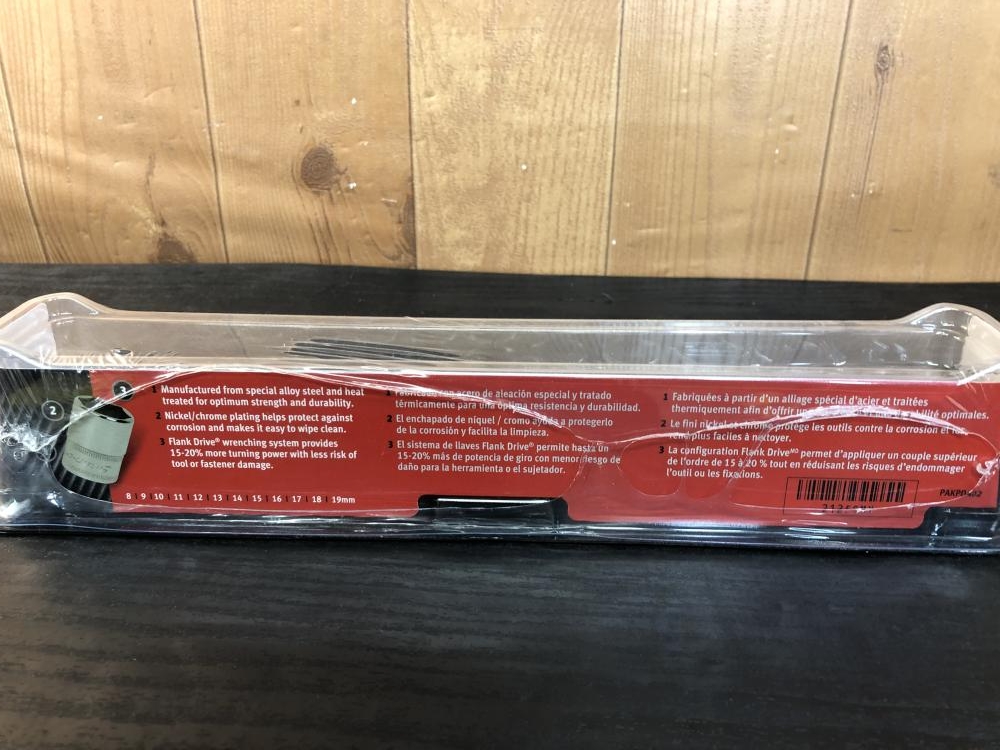 1 Manufactured from special alloy steel and heat
treated for optimum strength and durability.
2 Nickel/chrome plating helps protect against
corrosion and makes it easy to wipe clean.
3 Flank Drive® wrenching system provides
15-20% more turning power with less risk of
tool or fastener damage.
8 | 9 | 10 | 11 | 12 | 13 | 14 | 15 | 16 | 17 | 18 | 19mm
1 acero de aleación especial y tratado
térmicamente para una óptima resistencia y durabilidad.
2 El enchapado de níquel / cromo ayuda a protegerlo
de la corrosión y facilita la limpieza.
3 El sistema de llaves Flank Drive® permite hasta un
15-20% más de potencia de giro con menor riesgo de
daño para la herramienta o el sujetador.
1 Fabriquées à partir d'un alliage spécial d'acier et traitées
thermiquement afin d'offrir optimales.
2 Le fini nickel et chrome protège les outils contre la corrosion et les
plus faciles à nettoyer.
3 La configuration Flank Drive MD permet d'appliquer un couple supérieur
de l'ordre de 15 à 20 % tout en réduisant les risques d'endommager
l'outil ou les fixations.
2
3